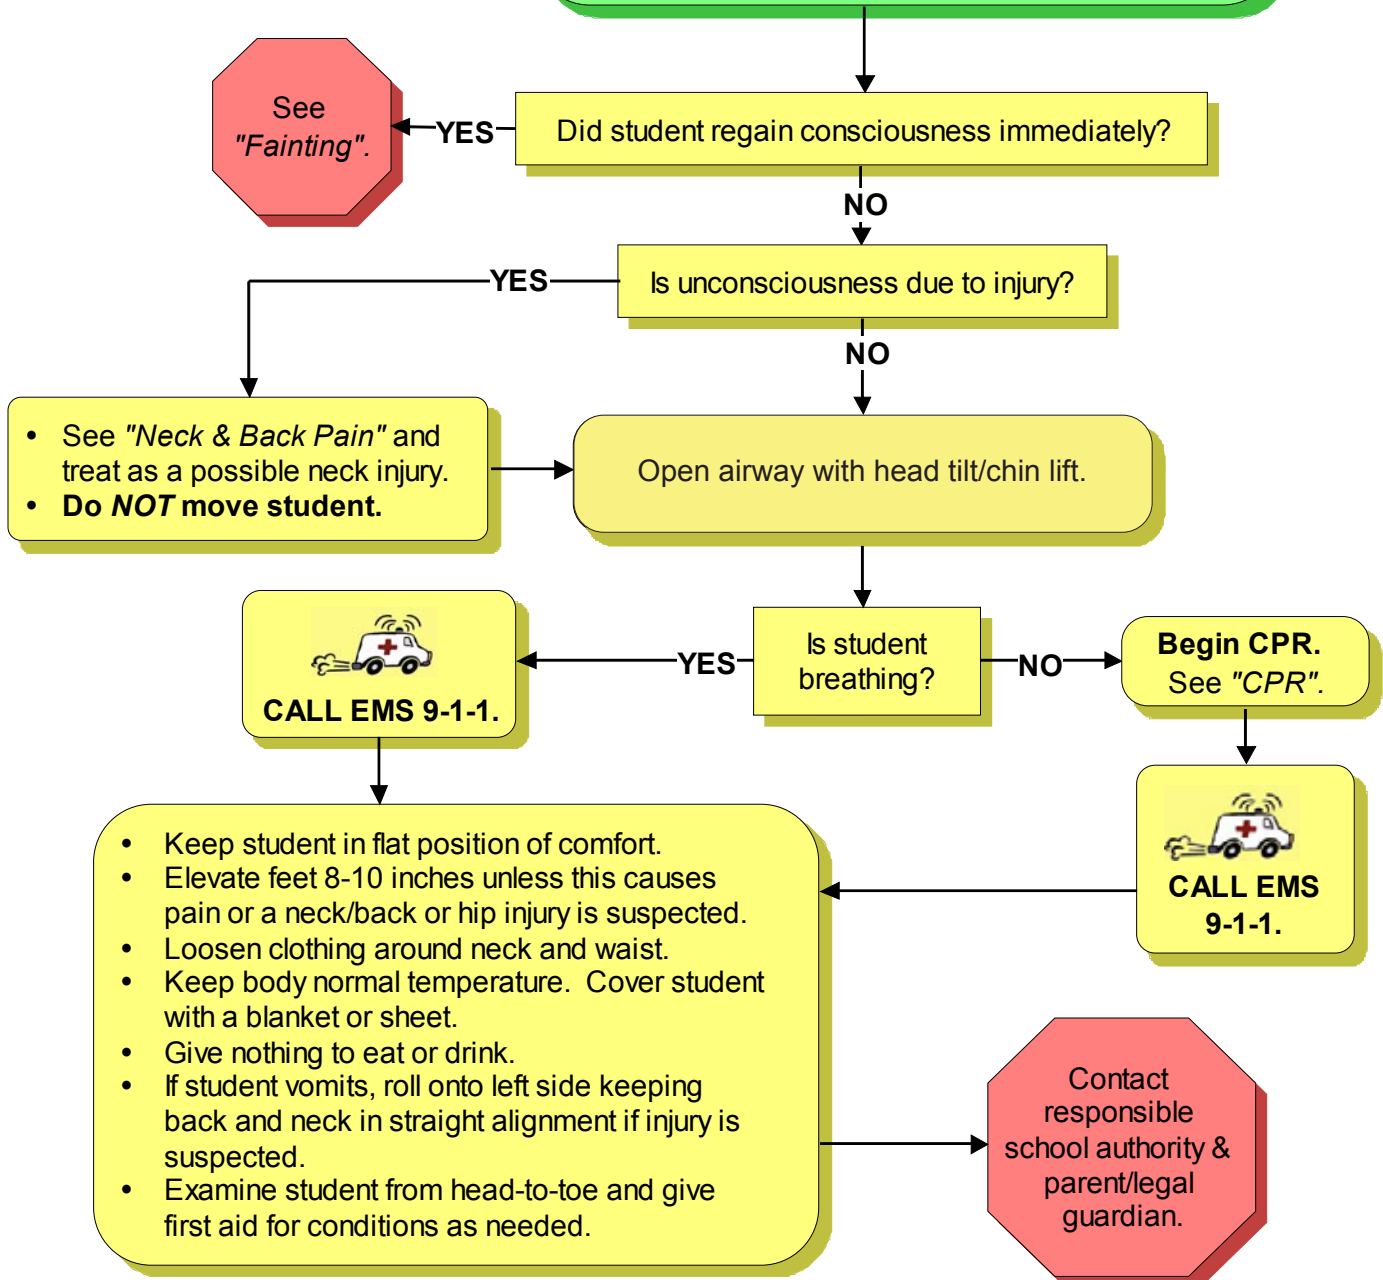 See
"Fainting".
YES
Did student regain consciousness immediately?
NO
YES
Is unconsciousness due to injury?
NO
• See "Neck & Back Pain" and
treat as a possible neck injury.
• Do NOT move student.
Open airway with head tilt/chin lift.
CALL EMS 9-1-1.
YES
Is student
breathing?
NO
Begin CPR.
See "CPR".
CALL EMS
9-1-1.
• Keep student in flat position of comfort.
• Elevate feet 8-10 inches unless this causes
pain or a neck/back or hip injury is suspected.
• Loosen clothing around neck and waist.
• Keep body normal temperature. Cover student
with a blanket or sheet.
• Give nothing to eat or drink.
• If student vomits, roll onto left side keeping
back and neck in straight alignment if injury is
suspected.
• Examine student from head-to-toe and give
first aid for conditions as needed.
Contact
responsible
school authority &
parent/legal
guardian.